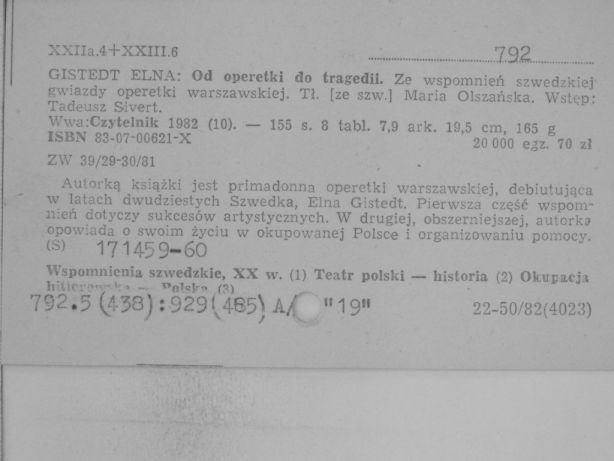 XXIIa.4+XXIII.6
792
GISTEDT ELNA: Od operetki do tragedii. Ze wspomnień szwedzkiej
gwiazdy operetki warszawskiej. Tł. [ze szw.] Maria Olszańska. Wstęp:
Tadeusz Sivert.
Wwa:Czytelnik 1982 (10). — 155 s. 8 tabl. 7,9 ark. 19,5 cm, 165 g
ISBN 83-07-00621-X 20 000 egz. 70 zł
ZW 39/29-30/81
Autorką książki jest primadonna operetki warszawskiej, debiutująca
w latach dwudziestych Szwedka, Elna Gistedt. Pierwsza część wspom-
nień dotyczy sukcesów artystycznych. W drugiej, obszerniejszej, autorka
opowiada o swoim życiu w okupowanej Polsce i organizowaniu pomocy.
(S) 171459-60
Wspomnienia szwedzkie, XX w. (1) Teatr polski — historia (2) Okupacja
hitlerowska — Polska (3)
792.5(438):929(485) A/ "19" 22-50/82(4023)